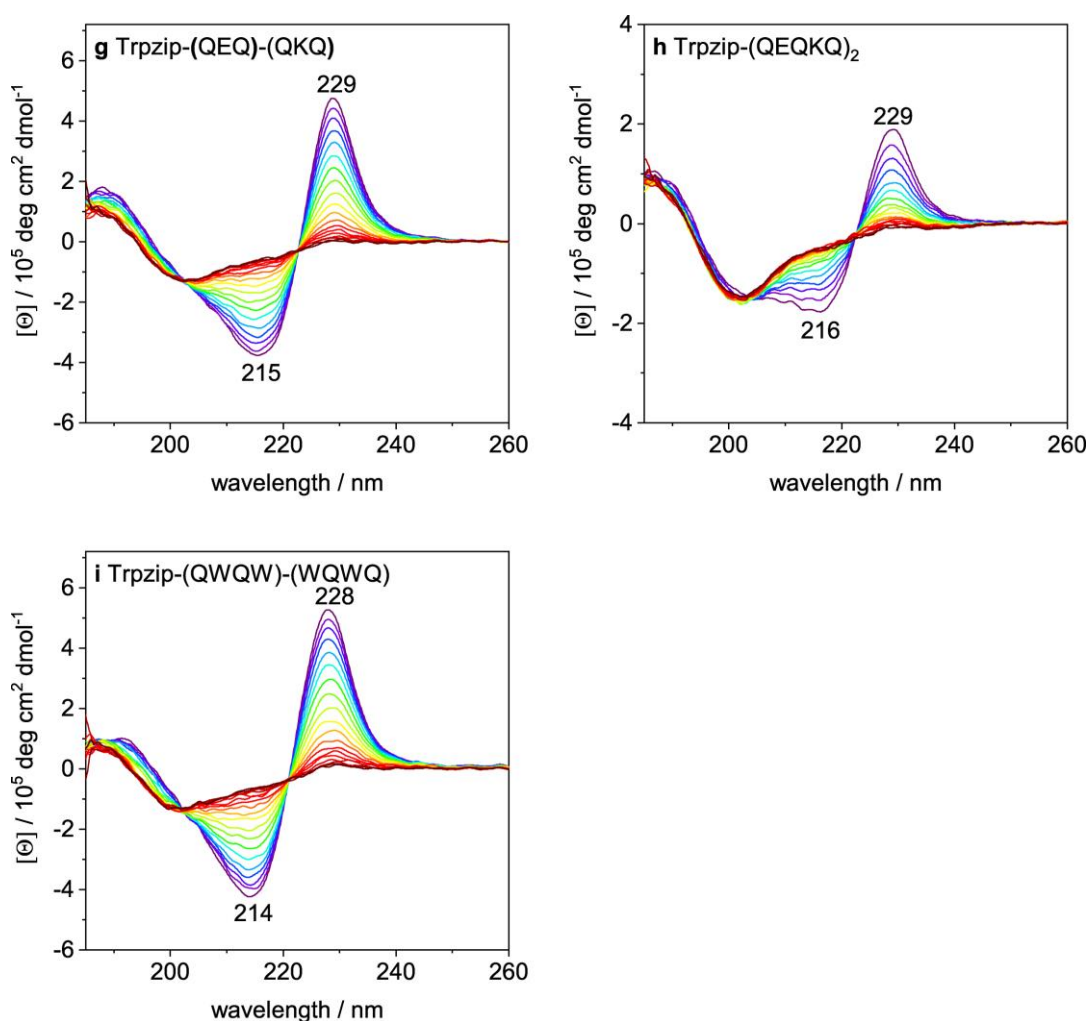 g Trpzip-(QEQ)-(QKQ)
229
215
6
4
2
0
-2
-4
-6
[Θ] / 10⁵ deg cm² dmol⁻¹
200 220 240 260
wavelength / nm
h Trpzip-(QEQKQ)₂
229
216
4
2
0
-2
-4
[Θ] / 10⁵ deg cm² dmol⁻¹
200 220 240 260
wavelength / nm
i Trpzip-(QWQW)-(WQWQ)
228
214
6
4
2
0
-2
-4
-6
[Θ] / 10⁵ deg cm² dmol⁻¹
200 220 240 260
wavelength / nm